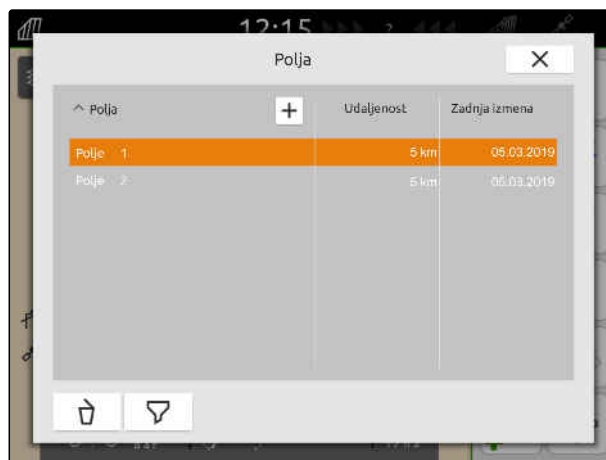 12:15
Polja
^ Polja + Udaljenost Zadnja izmena
Polje 1 5 km 05.03.2019
Polje 2 5 km 05.03.2019